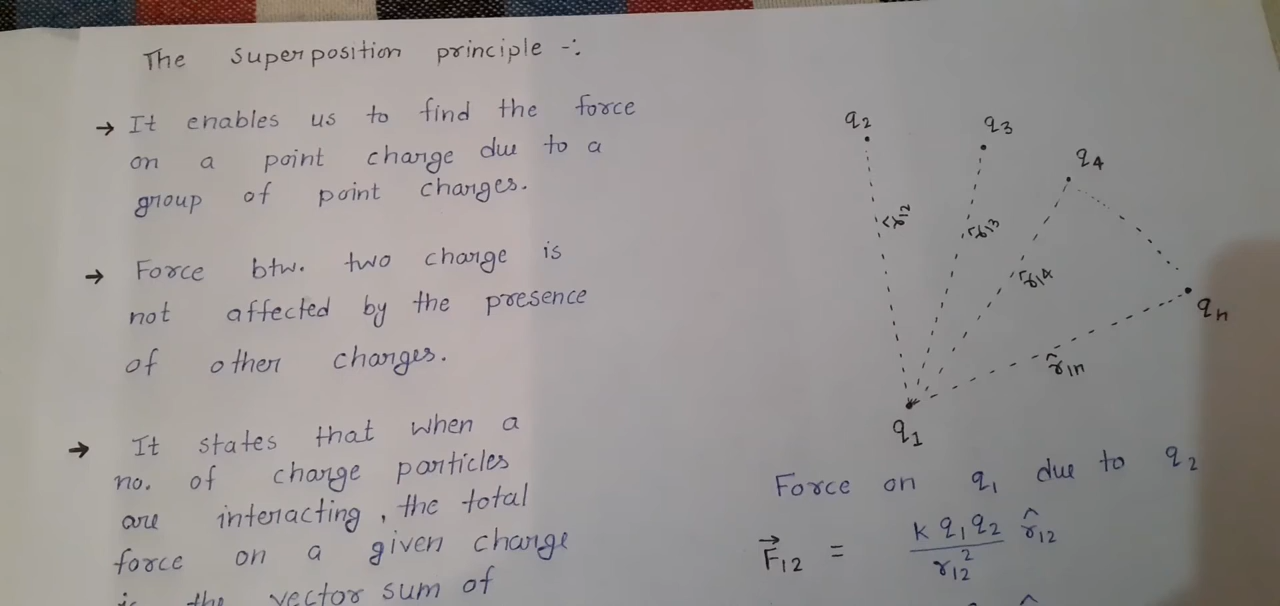 The superposition principle -:
→ It enables us to find the force
on a point charge due to a
group of point charges.
→ Force btw. two charge is
not affected by the presence
of other charges.
→ It states that when a
no. of charge particles
are interacting, the total
force on a given charge
is the vector sum of
q2
q3
q4
r̂12
r̂13
r̂14
qn
r̂1n
q1
Force on q1 due to q2
F⃗12 = k q1q2 / r12² r̂12